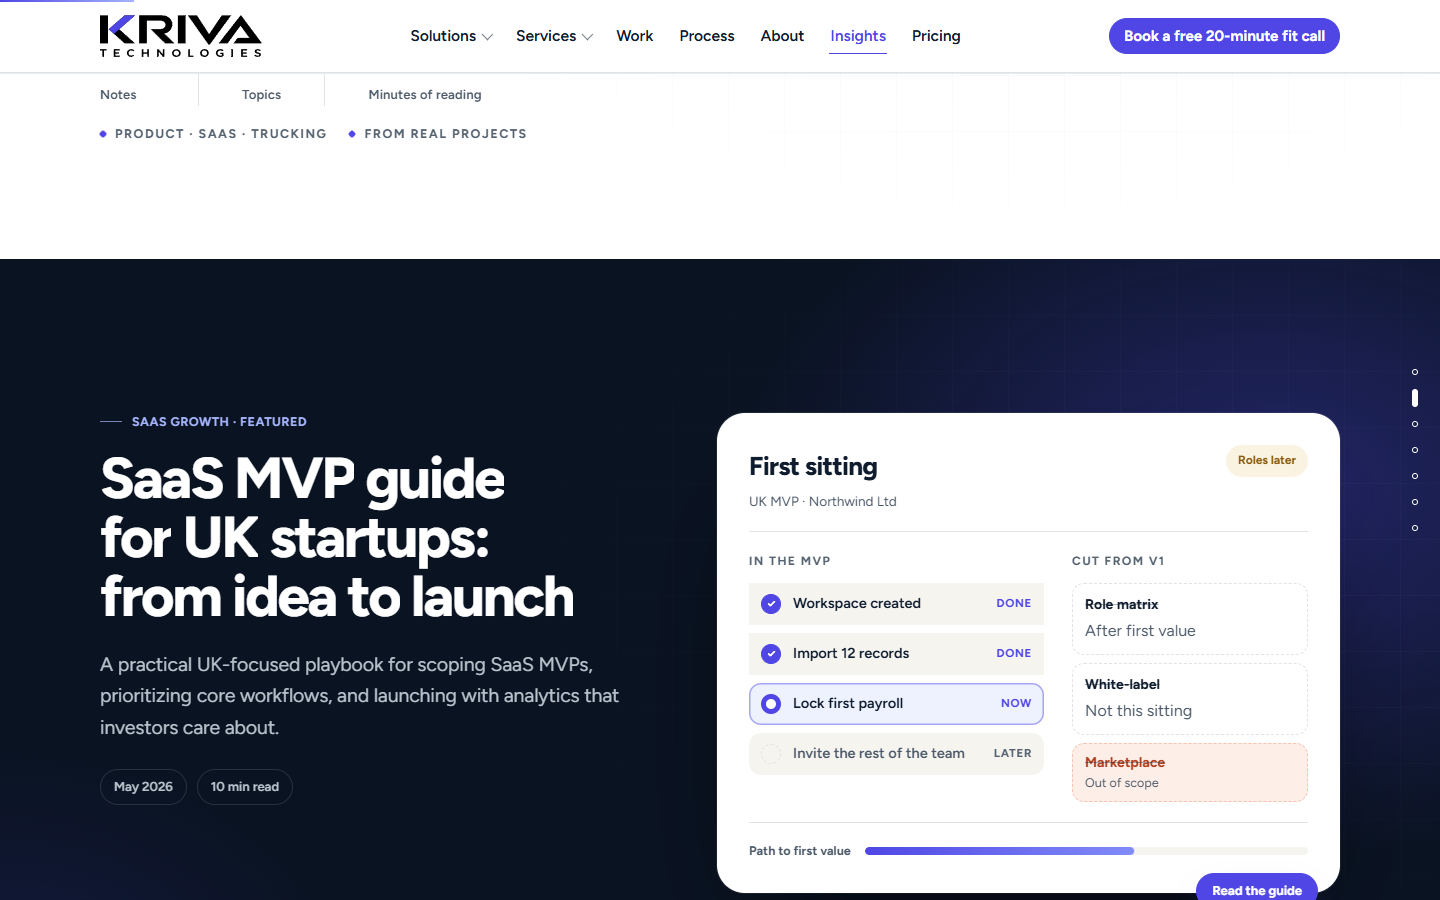 KRIVA
TECHNOLOGIES
Solutions
Services
Work
Process
About
Insights
Pricing
Book a free 20-minute fit call
Notes
Topics
Minutes of reading
PRODUCT · SAAS · TRUCKING
FROM REAL PROJECTS
SAAS GROWTH · FEATURED
SaaS MVP guide
for UK startups:
from idea to launch
A practical UK-focused playbook for scoping SaaS MVPs,
prioritizing core workflows, and launching with analytics that
investors care about.
May 2026
10 min read
First sitting
Roles later
UK MVP · Northwind Ltd
IN THE MVP
Workspace created
DONE
Import 12 records
DONE
Lock first payroll
NOW
Invite the rest of the team
LATER
CUT FROM V1
Role matrix
After first value
White-label
Not this sitting
Marketplace
Out of scope
Path to first value
Read the guide